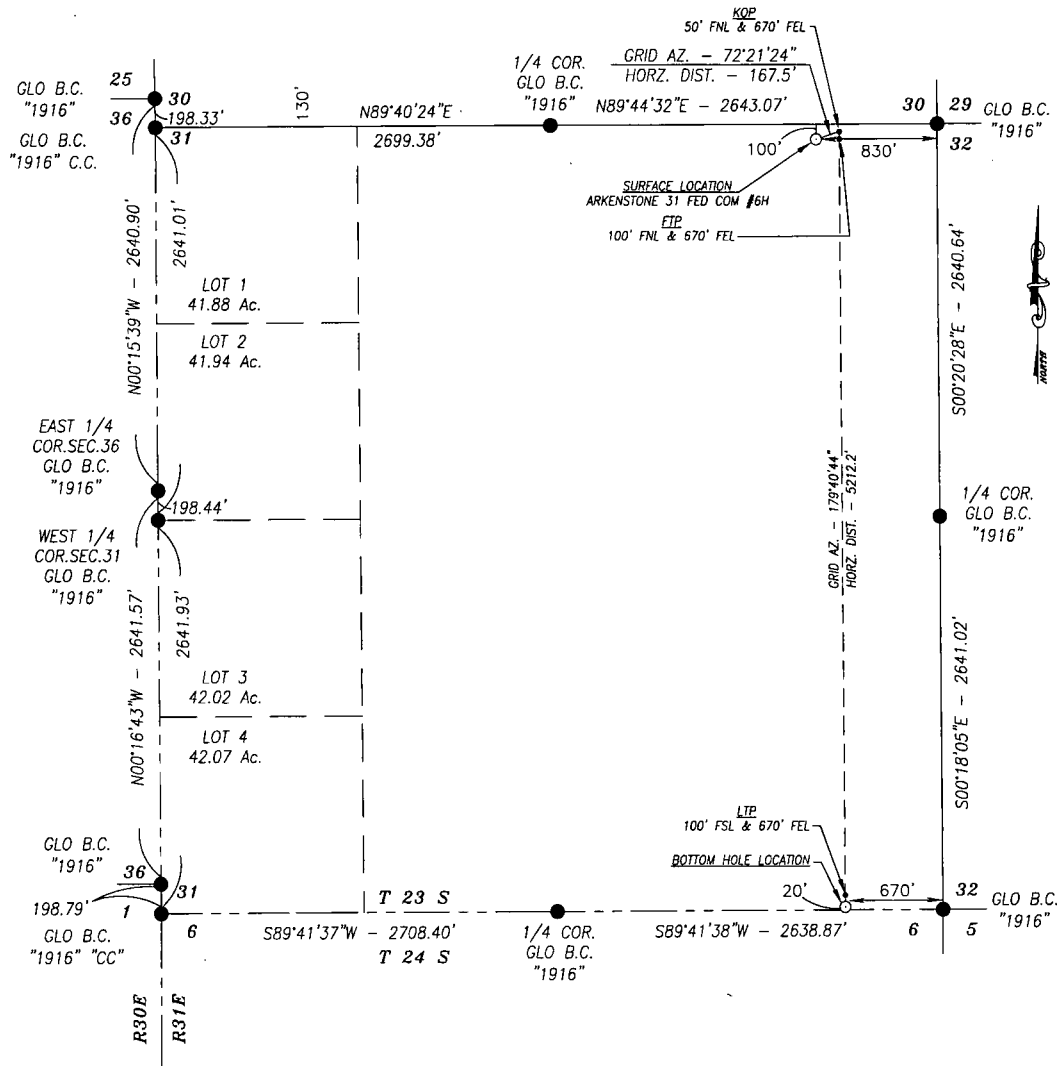 KOP
50' FNL & 670' FEL
GRID AZ. - 72°21'24"
HORZ. DIST. - 167.5'
1/4 COR.
GLO B.C.
"1916"
25
30
GLO B.C.
"1916"
36
198.33'
31
GLO B.C.
"1916" C.C.
130'
N89°40'24"E
2699.38'
N89°44'32"E - 2643.07'
30
29
GLO B.C.
"1916"
32
100'
830'
SURFACE LOCATION
ARKENSTONE 31 FED COM #6H
FTP
100' FNL & 670' FEL
N00°15'39"W - 2640.90'
2641.01'
LOT 1
41.88 Ac.
LOT 2
41.94 Ac.
S00°20'28"E - 2640.64'
NORTH
EAST 1/4
COR.SEC.36
GLO B.C.
"1916"
198.44'
WEST 1/4
COR.SEC.31
GLO B.C.
"1916"
GRID AZ. - 179°40'44"
HORZ. DIST. - 5212.2'
1/4 COR.
GLO B.C.
"1916"
N00°16'43"W - 2641.57'
2641.93'
LOT 3
42.02 Ac.
LOT 4
42.07 Ac.
S00°18'05"E - 2641.02'
LTP
100' FSL & 670' FEL
BOTTOM HOLE LOCATION
GLO B.C.
"1916"
36
31
198.79'
1
6
GLO B.C.
"1916" "CC"
T 23 S
S89°41'37"W - 2708.40'
T 24 S
1/4 COR.
GLO B.C.
"1916"
20'
670'
S89°41'38"W - 2638.87'
32
6
5
GLO B.C.
"1916"
R30E
R31E